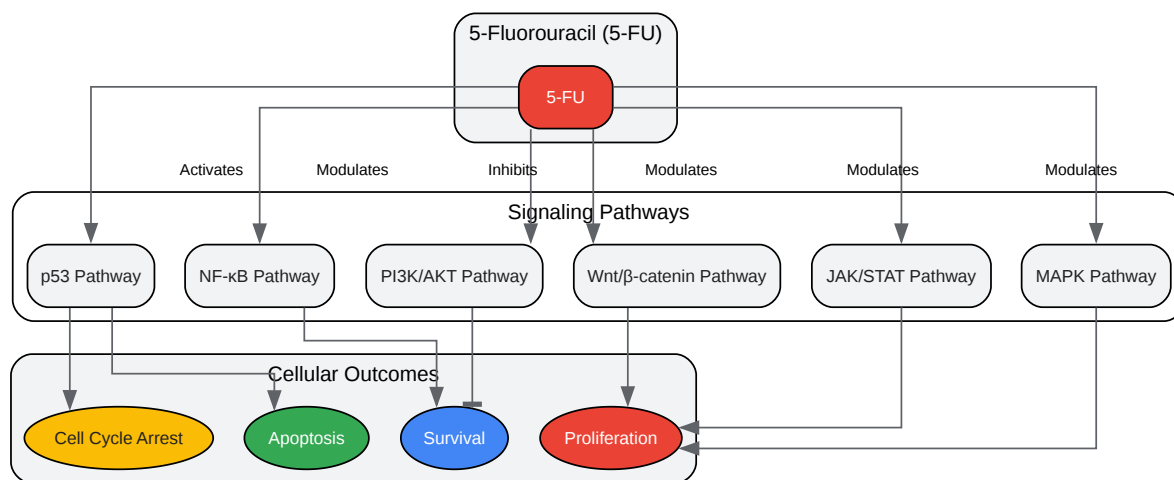 5-Fluorouracil (5-FU)
5-FU
Activates
Modulates
Inhibits
Modulates
Modulates
Modulates
Signaling Pathways
p53 Pathway
NF-κB Pathway
PI3K/AKT Pathway
Wnt/β-catenin Pathway
JAK/STAT Pathway
MAPK Pathway
Cellular Outcomes
Cell Cycle Arrest
Apoptosis
Survival
Proliferation